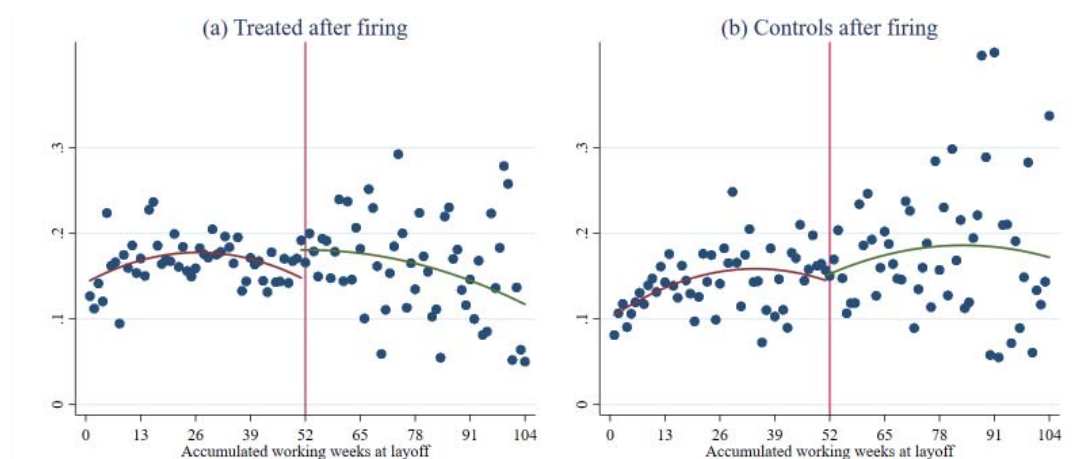 (a) Treated after firing
.3
.2
.1
0
0 13 26 39 52 65 78 91 104
Accumulated working weeks at layoff
(b) Controls after firing
.3
.2
.1
0
0 13 26 39 52 65 78 91 104
Accumulated working weeks at layoff